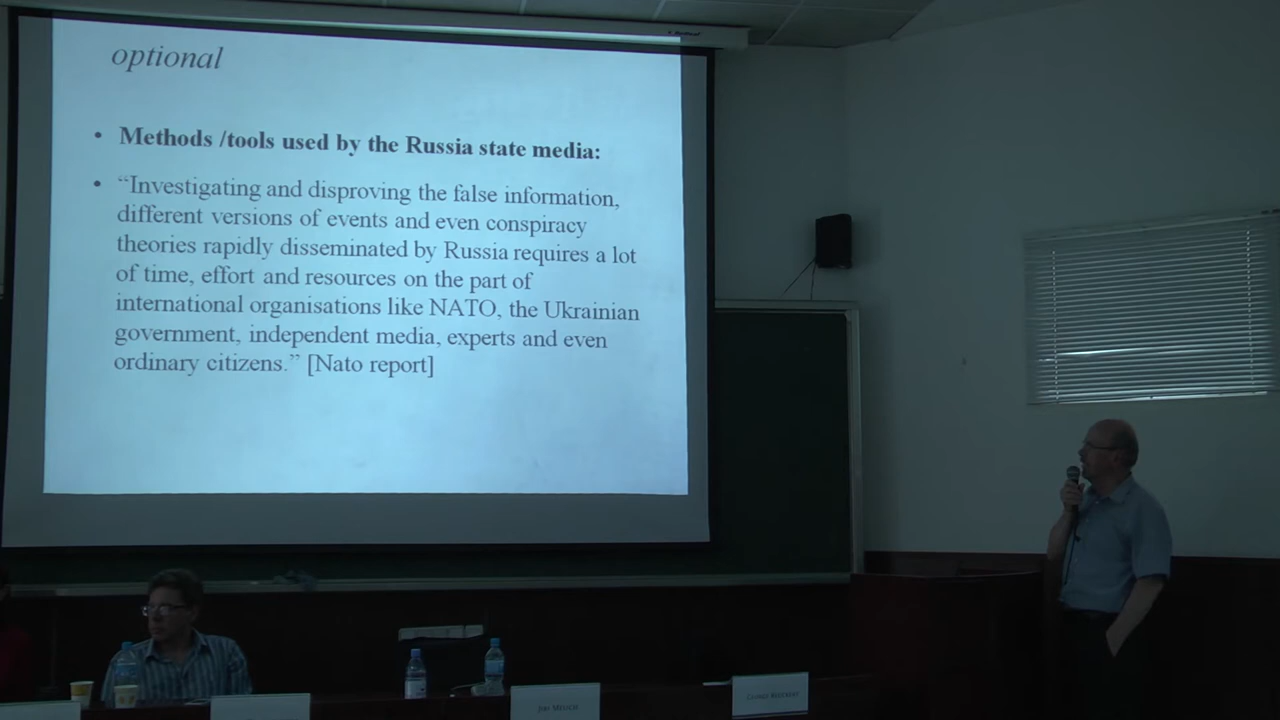 optional
• Methods /tools used by the Russia state media:
• “Investigating and disproving the false information,
different versions of events and even conspiracy
theories rapidly disseminated by Russia requires a lot
of time, effort and resources on the part of
international organisations like NATO, the Ukrainian
government, independent media, experts and even
ordinary citizens.” [Nato report]